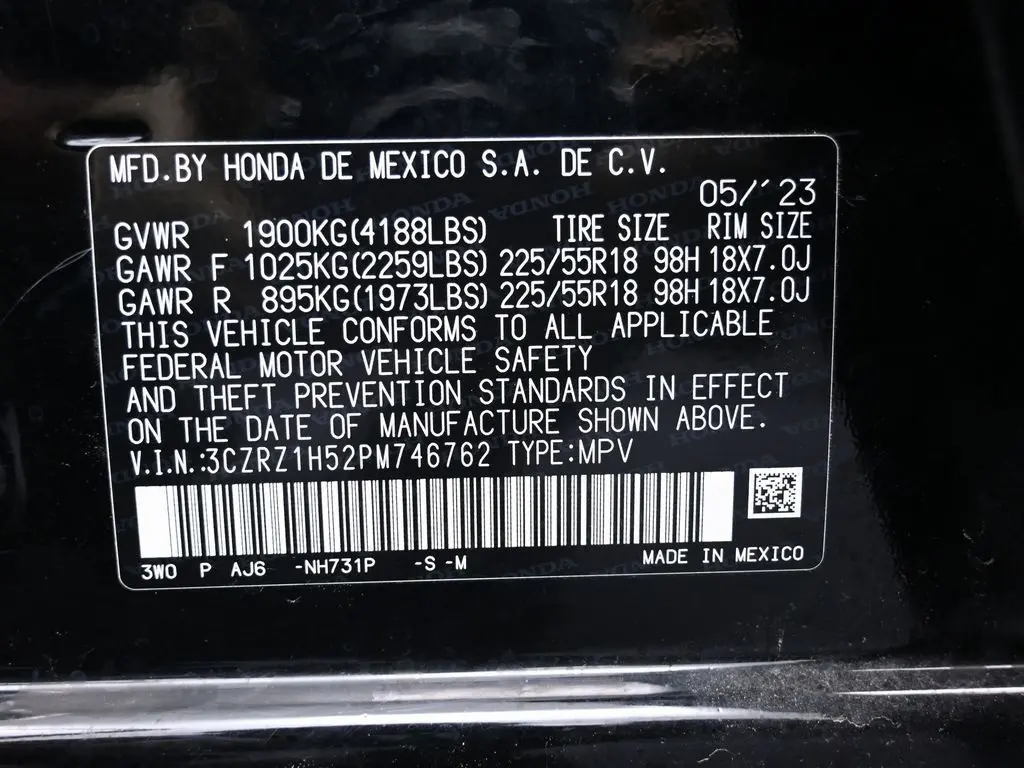 MFD.BY HONDA DE MEXICO S.A. DE C.V.
05/'23
GVWR 1900KG(4188LBS) TIRE SIZE RIM SIZE
GAWR F 1025KG(2259LBS) 225/55R18 98H 18X7.0J
GAWR R 895KG(1973LBS) 225/55R18 98H 18X7.0J
THIS VEHICLE CONFORMS TO ALL APPLICABLE
FEDERAL MOTOR VEHICLE SAFETY
AND THEFT PREVENTION STANDARDS IN EFFECT
ON THE DATE OF MANUFACTURE SHOWN ABOVE.
V.I.N.:3CZRZ1H52PM746762 TYPE:MPV
3W0 P AJ6 -NH731P -S -M MADE IN MEXICO